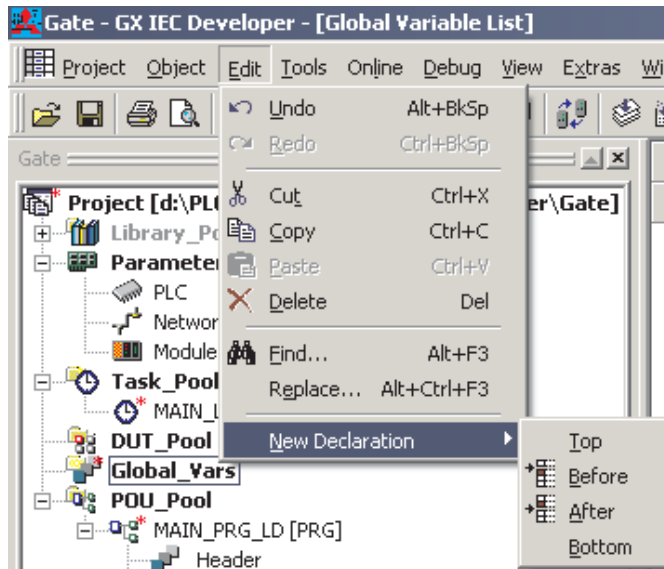 Gate - GX IEC Developer - [Global Variable List]
Project Object Edit Tools Online Debug View Extras
Gate
Undo Alt+BkSp
Redo Ctrl+BkSp
Cut Ctrl+X
Copy Ctrl+C
Paste Ctrl+V
Delete Del
Find... Alt+F3
Replace... Alt+Ctrl+F3
New Declaration
Top
Before
After
Bottom
Project [d:\ er\Gate]
Parameter
PLC
Networ
Module
Task_Pool
MAIN_L
DUT_Pool
Global_Vars
POU_Pool
MAIN_PRG_LD [PRG]
Header